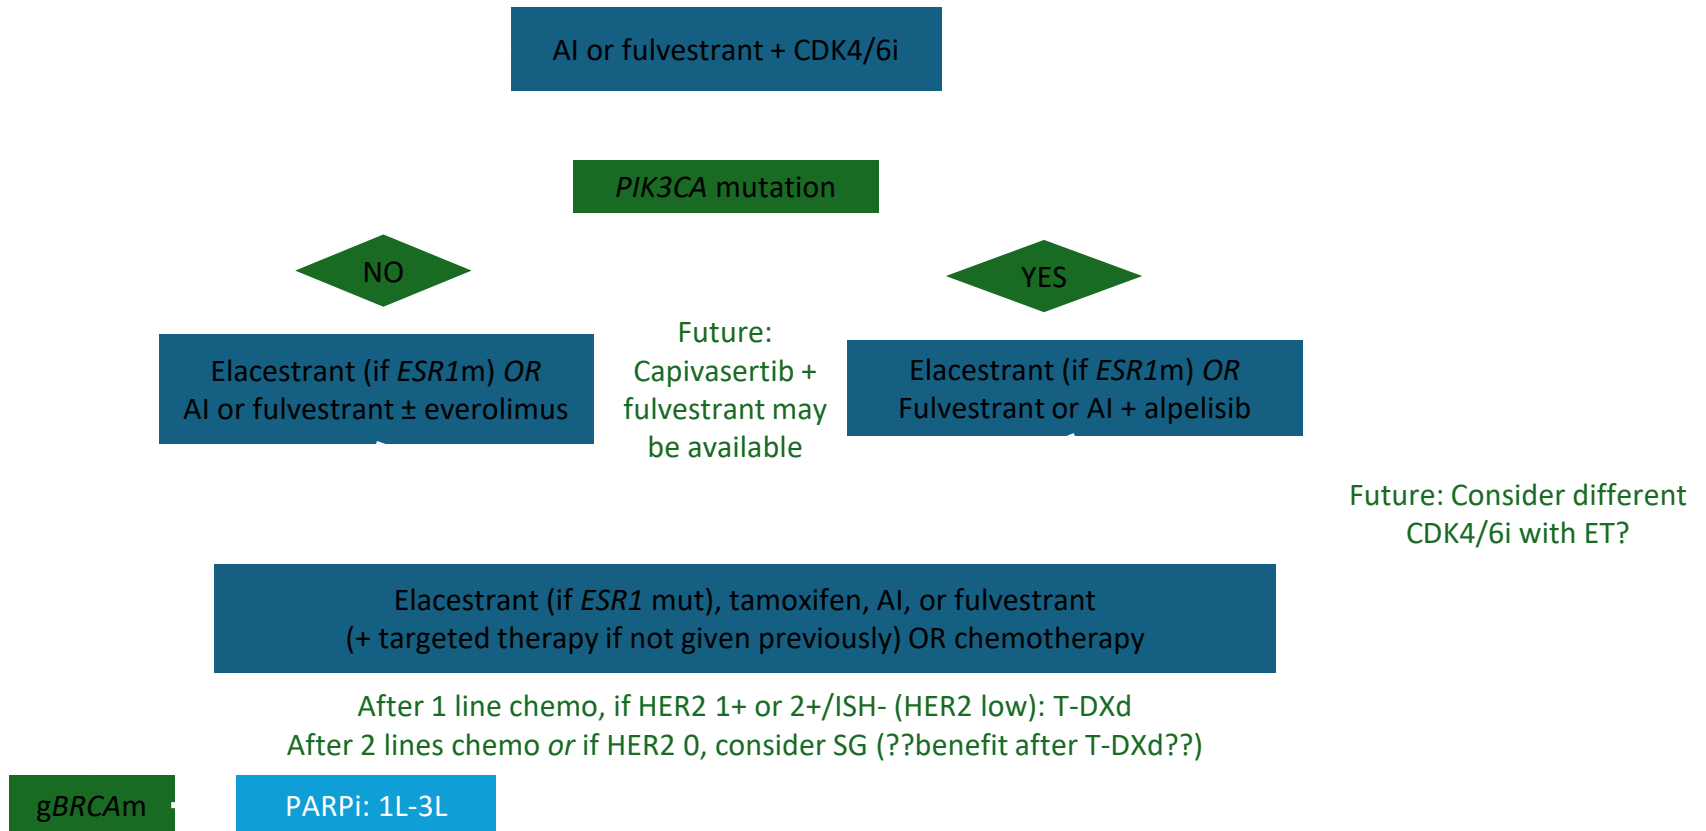 AI or fulvestrant + CDK4/6i
PIK3CA mutation
NO
YES
Elacestrant (if ESR1m) OR
AI or fulvestrant ± everolimus
Future:
Capivasertib +
fulvestrant may
be available
Elacestrant (if ESR1m) OR
Fulvestrant or AI + alpelisib
Future: Consider different
CDK4/6i with ET?
Elacestrant (if ESR1 mut), tamoxifen, AI, or fulvestrant
(+ targeted therapy if not given previously) OR chemotherapy
After 1 line chemo, if HER2 1+ or 2+/ISH- (HER2 low): T-DXd
After 2 lines chemo or if HER2 0, consider SG (??benefit after T-DXd??)
gBRCAm
PARPi: 1L-3L